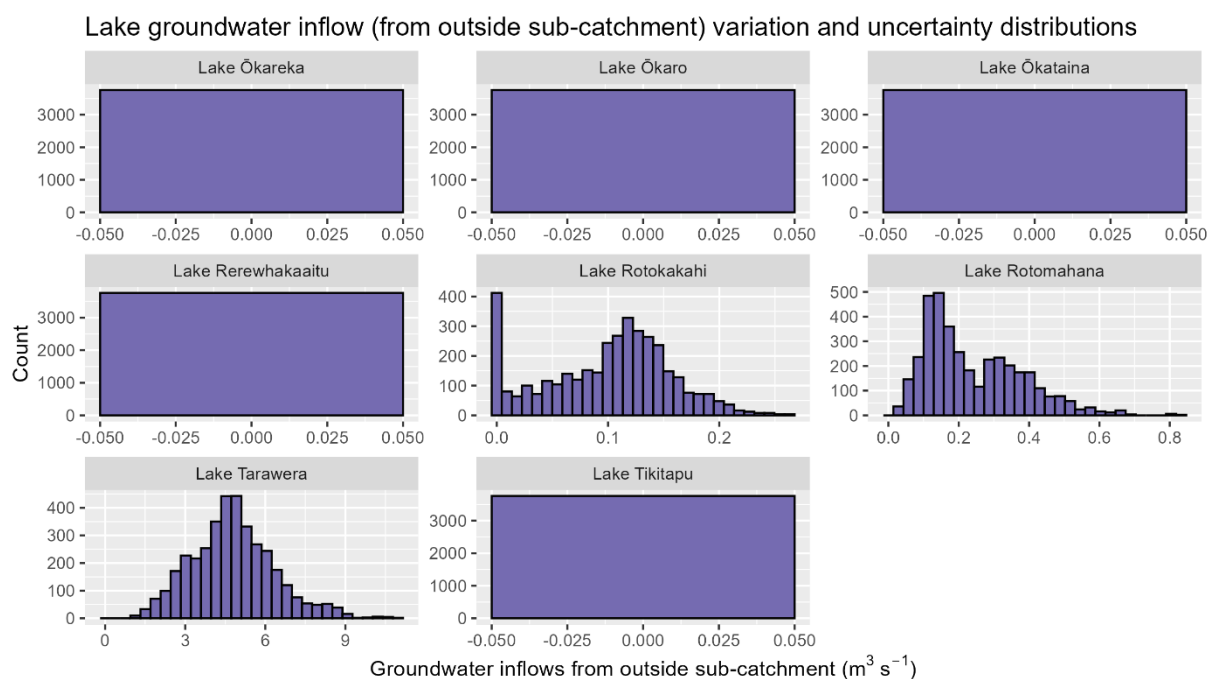 Lake groundwater inflow (from outside sub-catchment) variation and uncertainty distributions
Lake Ōkareka
Lake Ōkaro
Lake Ōkataina
3000
2000
1000
0
-0.050 -0.025 0.000 0.025 0.050
3000
2000
1000
0
-0.050 -0.025 0.000 0.025 0.050
3000
2000
1000
0
-0.050 -0.025 0.000 0.025 0.050
Lake Rerewhakaaitu
Lake Rotokakahi
Lake Rotomahana
3000
2000
1000
0
-0.050 -0.025 0.000 0.025 0.050
400
300
200
100
0
0.0 0.1 0.2
500
400
300
200
100
0
0.0 0.2 0.4 0.6 0.8
Lake Tarawera
Lake Tikitapu
400
300
200
100
0
0 3 6 9
3000
2000
1000
0
-0.050 -0.025 0.000 0.025 0.050
Count
Groundwater inflows from outside sub-catchment (m³ s⁻¹)